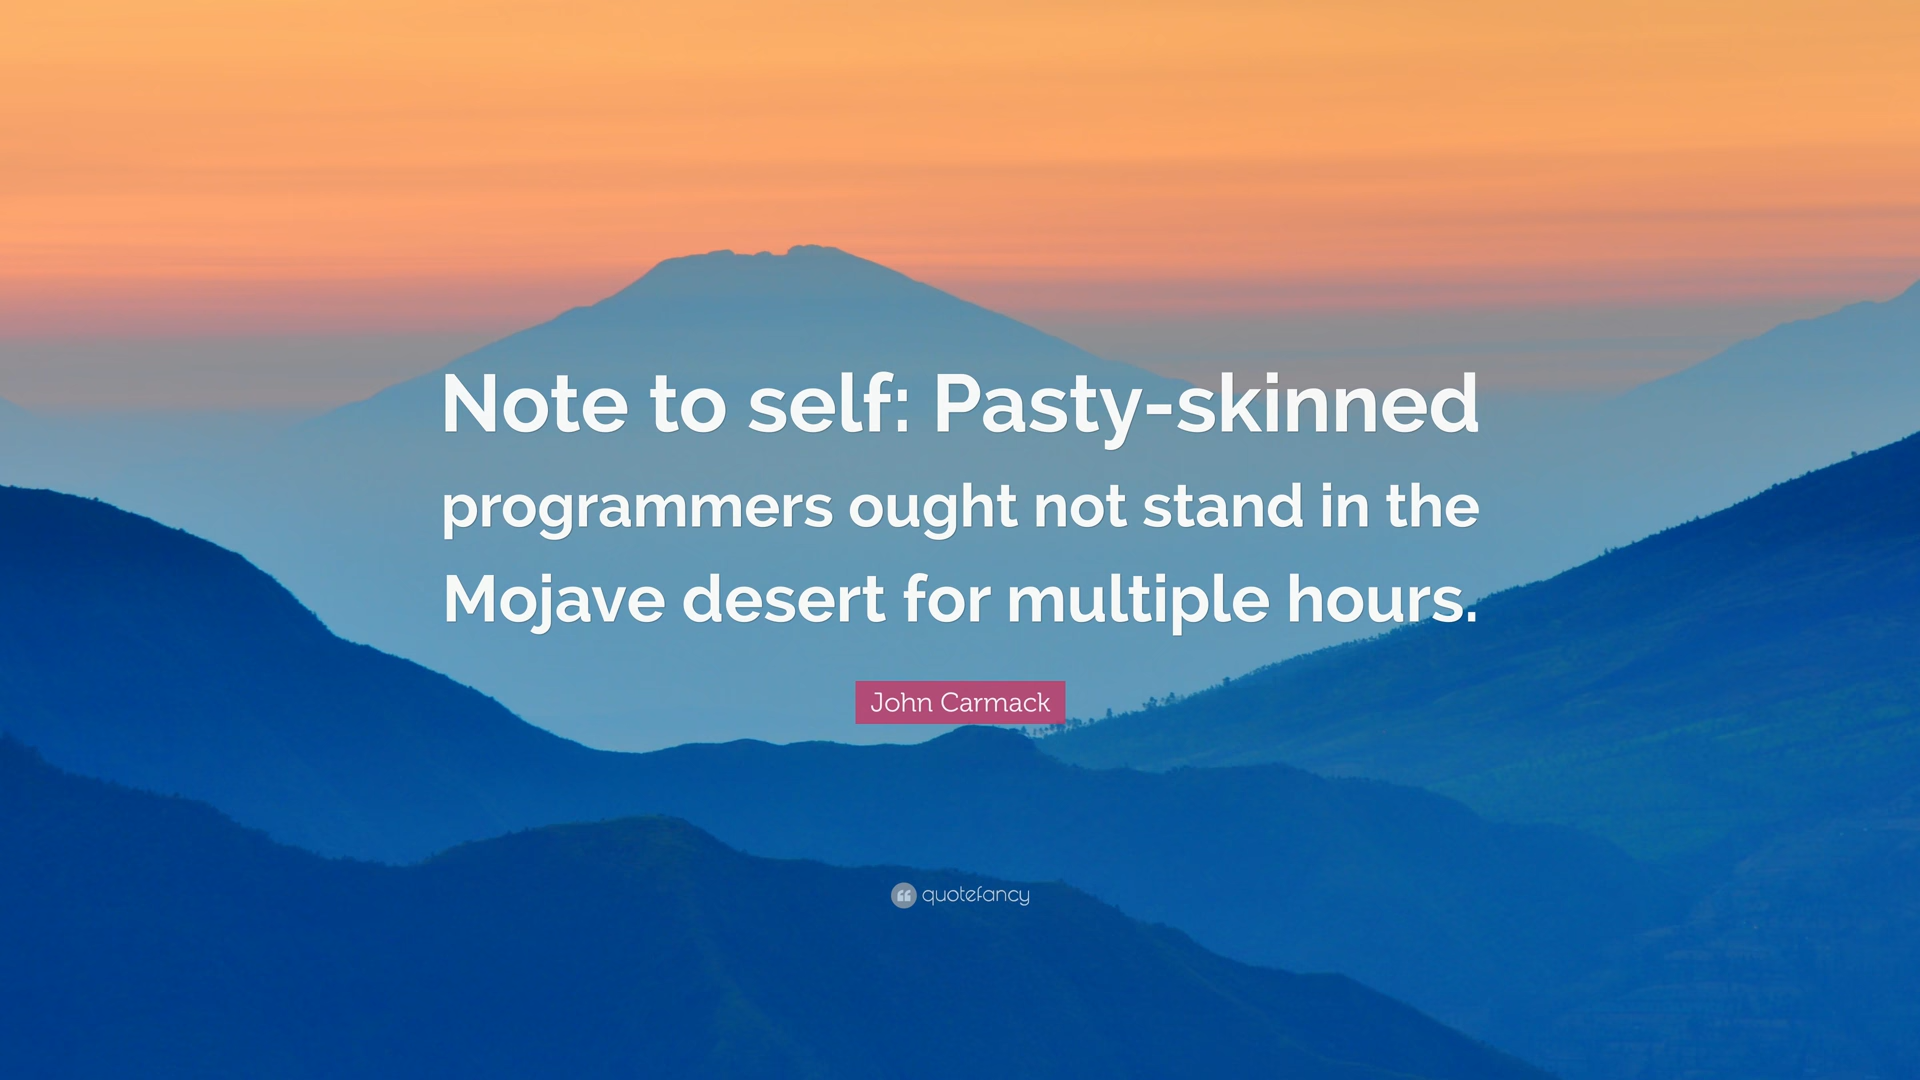 Note to self: Pasty-skinned
programmers ought not stand in the
Mojave desert for multiple hours.
John Carmack
quotefancy